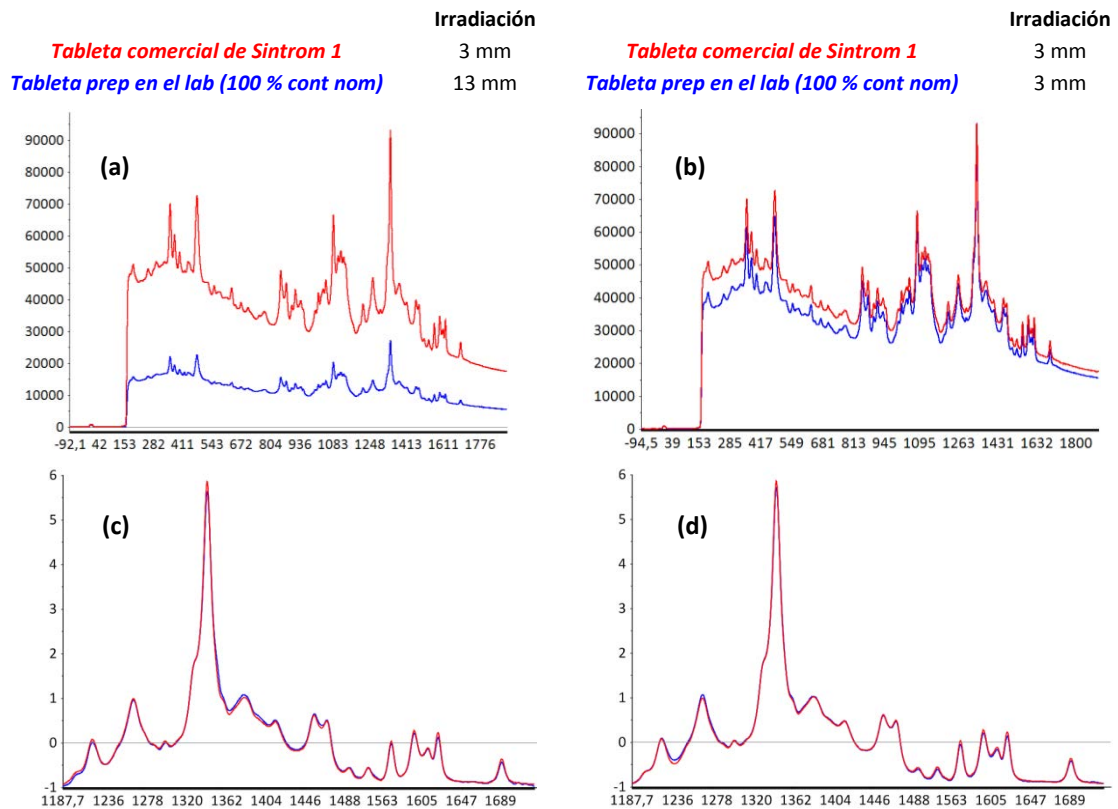 Irradiación
Tableta comercial de Sintrom 1 3 mm
Tableta prep en el lab (100 % cont nom) 13 mm
Irradiación
Tableta comercial de Sintrom 1 3 mm
Tableta prep en el lab (100 % cont nom) 3 mm
(a)
90000
80000
70000
60000
50000
40000
30000
20000
10000
0
-92,1 42 153 282 411 543 672 804 936 1083 1248 1413 1611 1776
(b)
90000
80000
70000
60000
50000
40000
30000
20000
10000
0
-94,5 39 153 285 417 549 681 813 945 1095 1263 1431 1632 1800
(c)
6
5
4
3
2
1
0
-1
1187,7 1236 1278 1320 1362 1404 1446 1488 1563 1605 1647 1689
(d)
6
5
4
3
2
1
0
-1
1187,7 1236 1278 1320 1362 1404 1446 1488 1563 1605 1647 1689